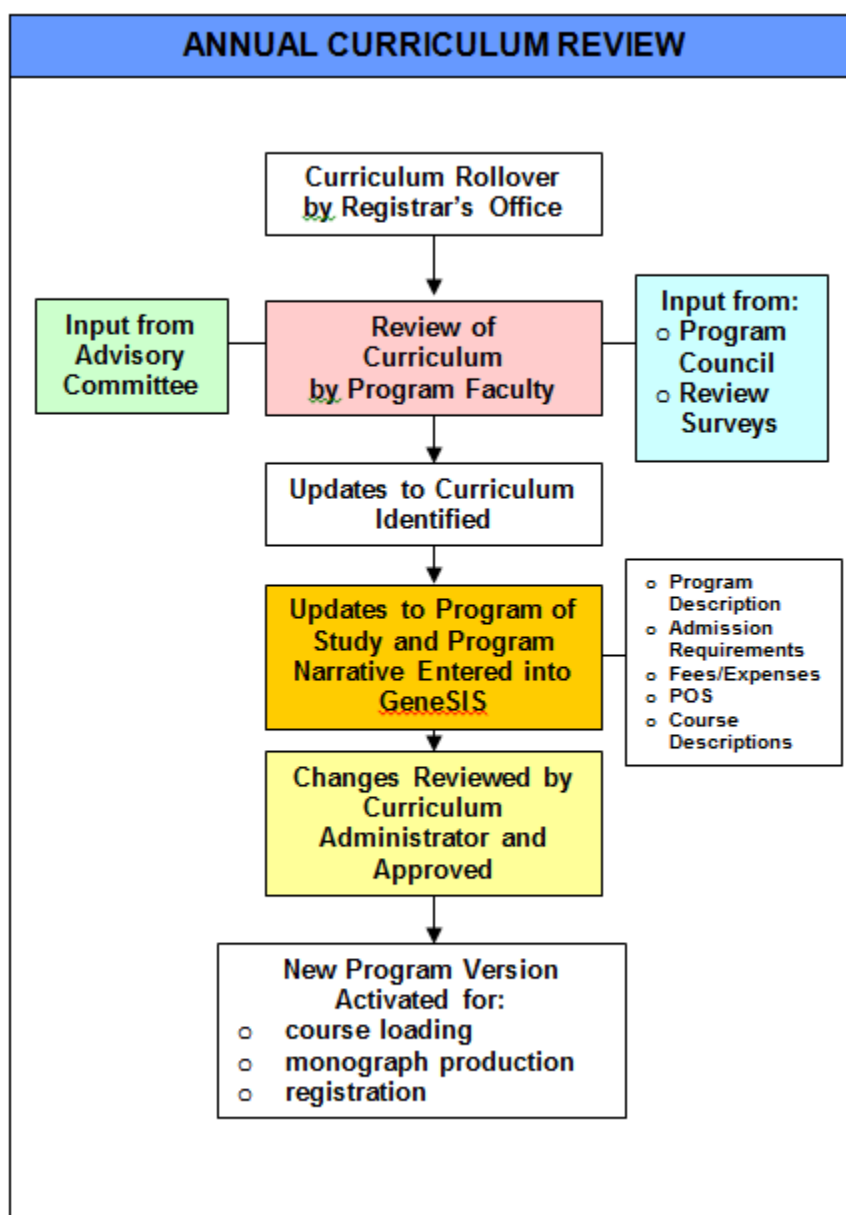 ANNUAL CURRICULUM REVIEW
Curriculum Rollover
by Registrar's Office
Input from
Advisory
Committee
Review of
Curriculum
by Program Faculty
Input from:
o Program
Council
o Review
Surveys
Updates to Curriculum
Identified
Updates to Program of
Study and Program
Narrative Entered into
GeneSIS
o Program
Description
o Admission
Requirements
o Fees/Expenses
o POS
o Course
Descriptions
Changes Reviewed by
Curriculum
Administrator and
Approved
New Program Version
Activated for:
o course loading
o monograph production
o registration